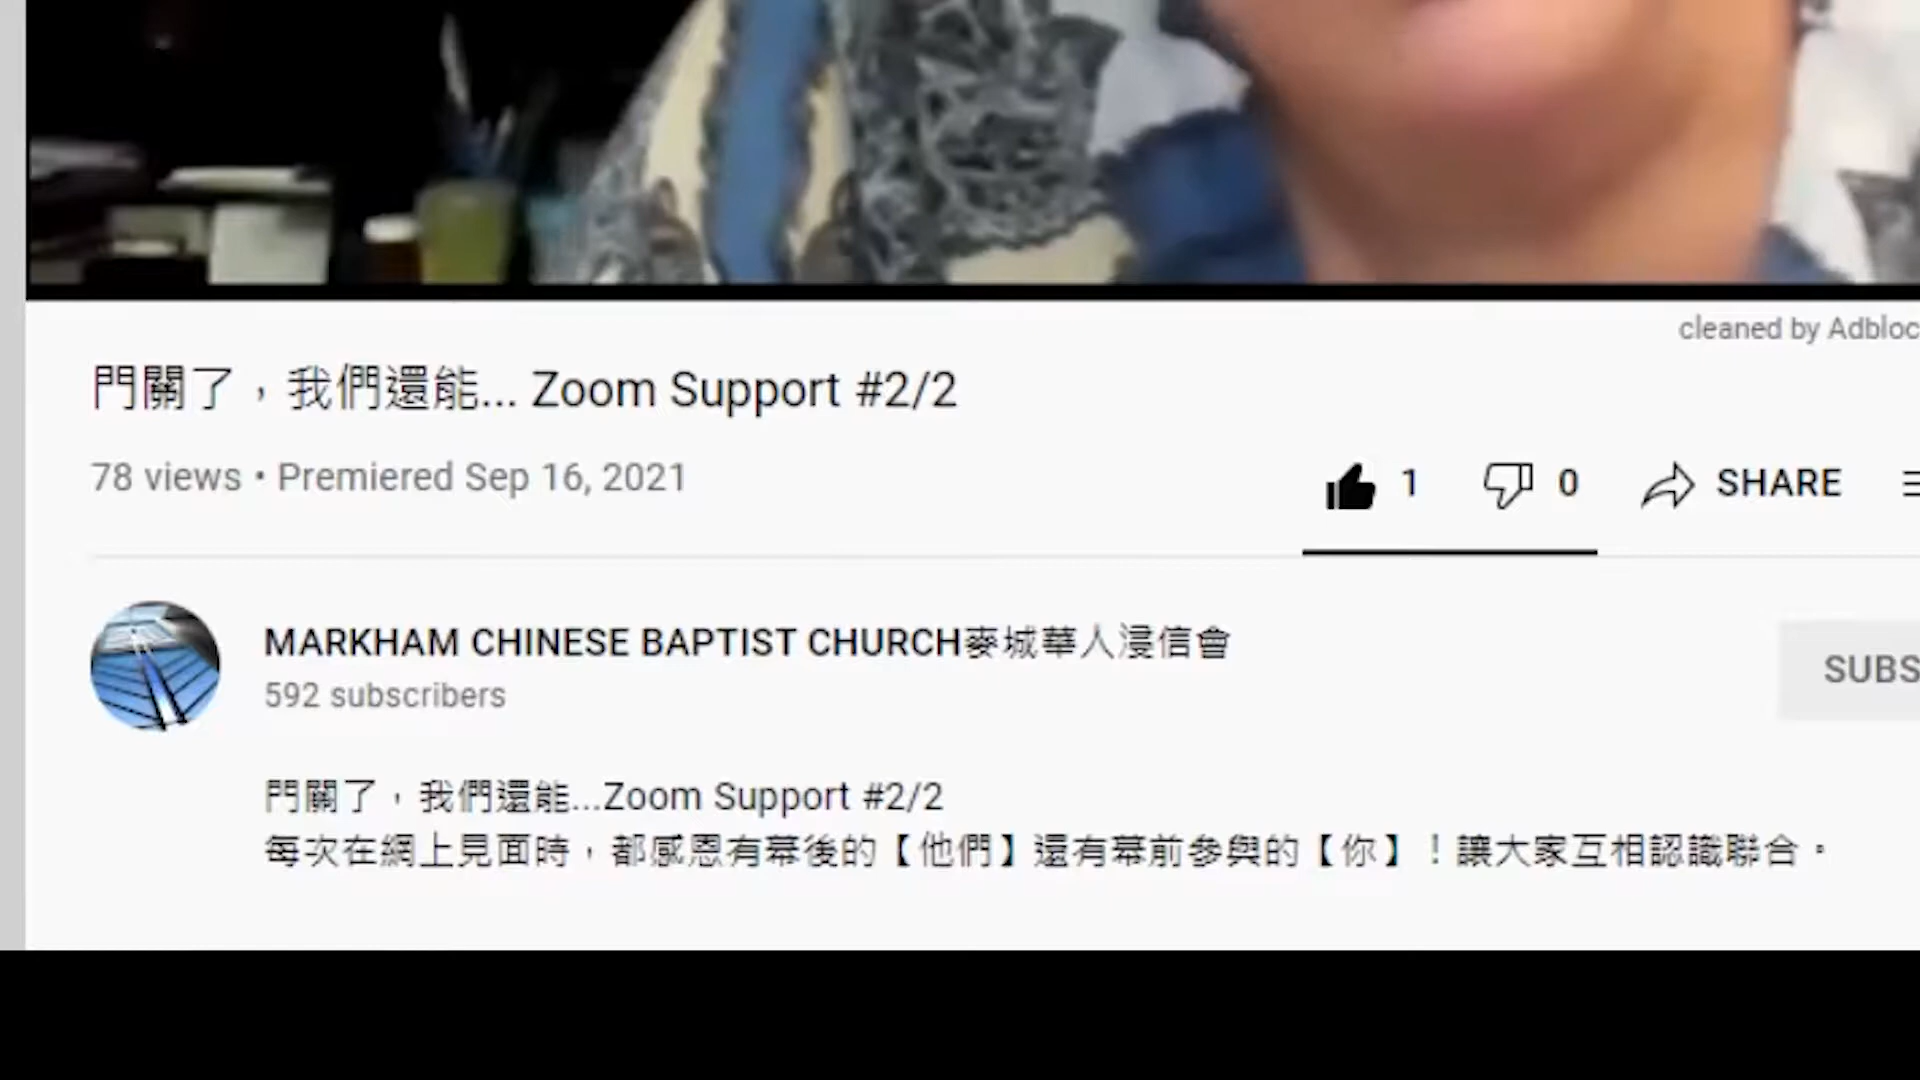 cleaned by Adbloc
門關了，我們還能... Zoom Support #2/2
78 views • Premiered Sep 16, 2021
1 0 SHARE
MARKHAM CHINESE BAPTIST CHURCH麥城華人浸信會
592 subscribers
SUBS
門關了，我們還能...Zoom Support #2/2
每次在網上見面時，都感恩有幕後的【他們】還有幕前參與的【你】！讓大家互相認識聯合。